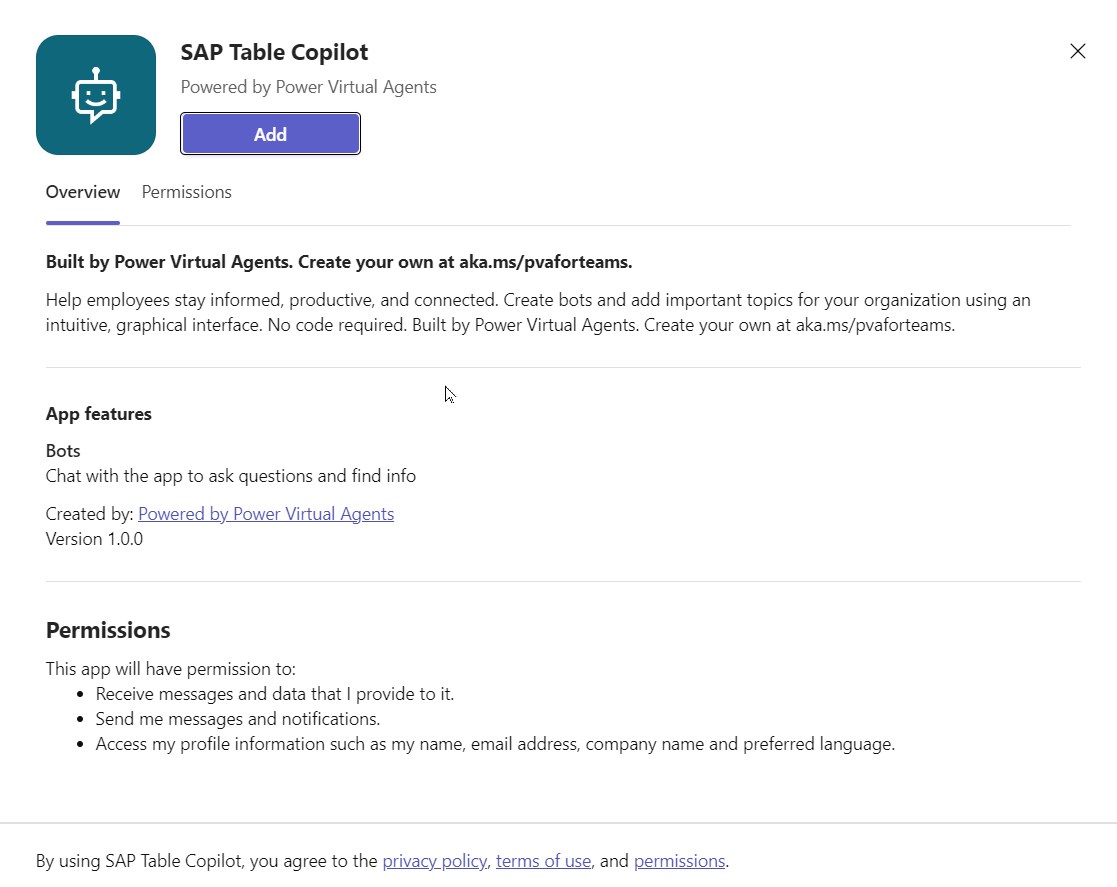 SAP Table Copilot
Powered by Power Virtual Agents
Add
Overview Permissions
Built by Power Virtual Agents. Create your own at aka.ms/pvaforteams.
Help employees stay informed, productive, and connected. Create bots and add important topics for your organization using an
intuitive, graphical interface. No code required. Built by Power Virtual Agents. Create your own at aka.ms/pvaforteams.
App features
Bots
Chat with the app to ask questions and find info
Created by: Powered by Power Virtual Agents
Version 1.0.0
Permissions
This app will have permission to:
• Receive messages and data that I provide to it.
• Send me messages and notifications.
• Access my profile information such as my name, email address, company name and preferred language.
By using SAP Table Copilot, you agree to the privacy policy, terms of use, and permissions.